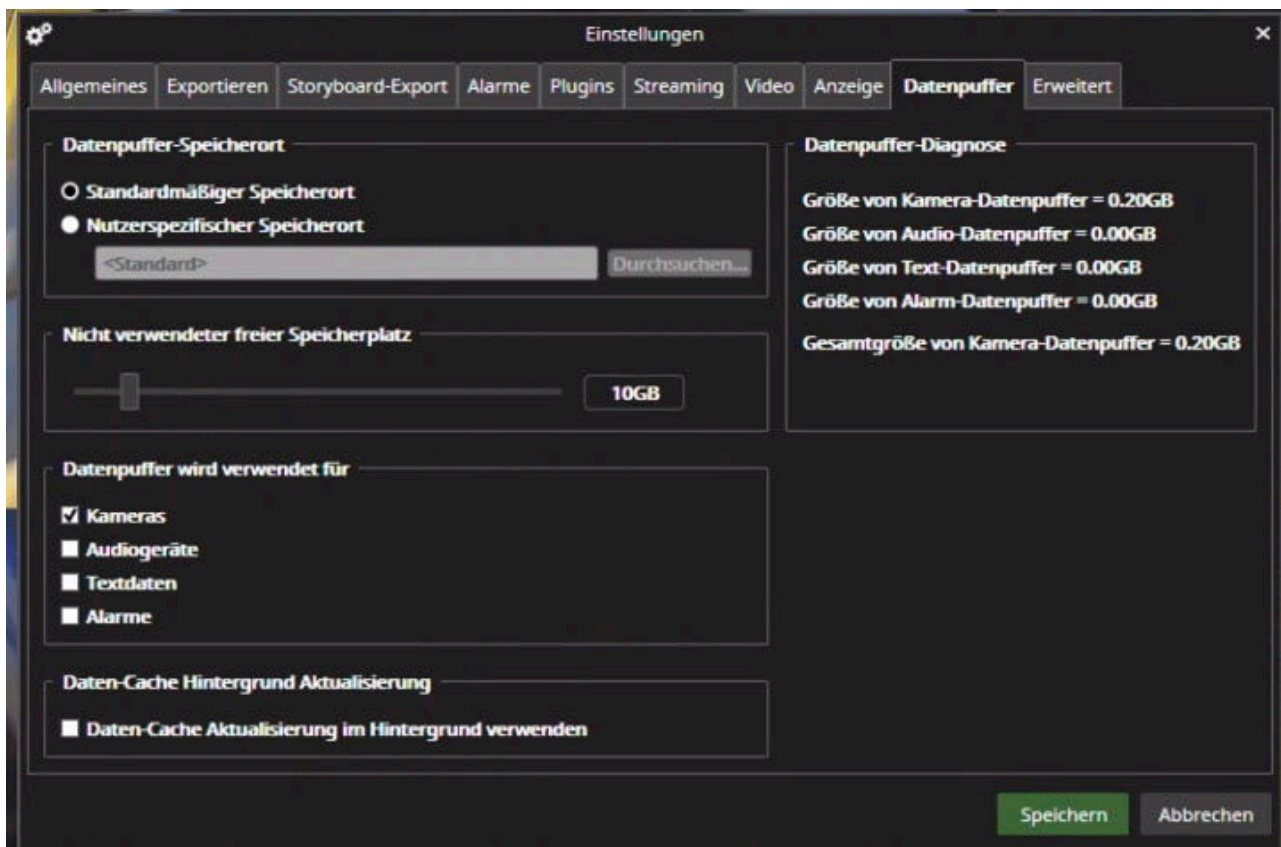 Einstellungen
Allgemeines Exportieren Storyboard-Export Alarme Plugins Streaming Video Anzeige Datenpuffer Erweitert
Datenpuffer-Speicherort
Standardmäßiger Speicherort
Nutzerspezifischer Speicherort
<Standard> Durchsuchen...
Nicht verwendeter freier Speicherplatz
10GB
Datenpuffer wird verwendet für
Kameras
Audiogeräte
Textdaten
Alarme
Daten-Cache Hintergrund Aktualisierung
Daten-Cache Aktualisierung im Hintergrund verwenden
Datenpuffer-Diagnose
Größe von Kamera-Datenpuffer = 0.20GB
Größe von Audio-Datenpuffer = 0.00GB
Größe von Text-Datenpuffer = 0.00GB
Größe von Alarm-Datenpuffer = 0.00GB
Gesamtgröße von Kamera-Datenpuffer = 0.20GB
Speichern Abbrechen